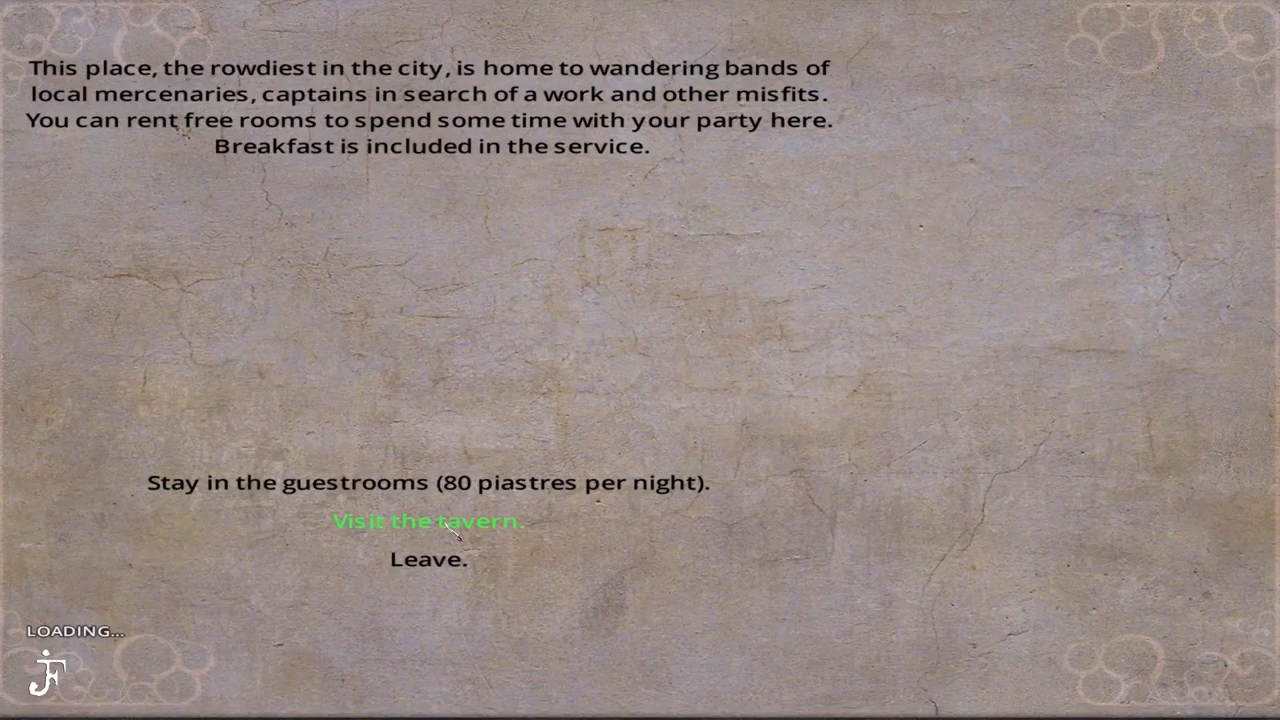 This place, the rowdiest in the city, is home to wandering bands of
local mercenaries, captains in search of a work and other misfits.
You can rent free rooms to spend some time with your party here.
Breakfast is included in the service.
Stay in the guestrooms (80 piastres per night).
Visit the tavern.
Leave.
LOADING...
jF